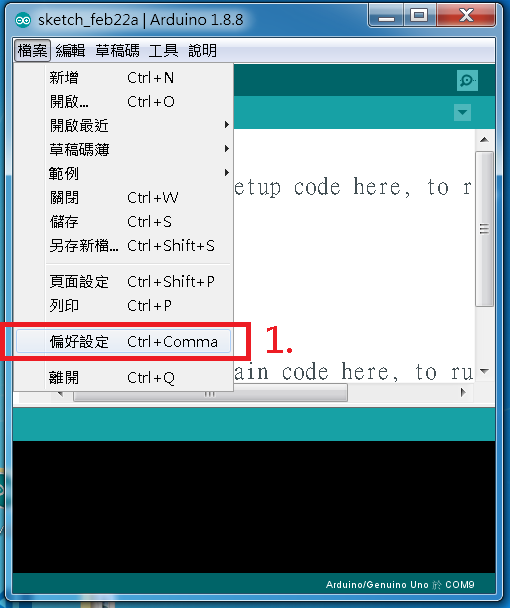 sketch_feb22a | Arduino 1.8.8
檔案 編輯 草稿碼 工具 說明
新增 Ctrl+N
開啟... Ctrl+O
開啟最近
草稿碼簿
範例
關閉 Ctrl+W
儲存 Ctrl+S
另存新檔... Ctrl+Shift+S
頁面設定 Ctrl+Shift+P
列印 Ctrl+P
偏好設定 Ctrl+Comma
離開 Ctrl+Q
1.
etup code here, to r
ain code here, to ru
Arduino/Genuino Uno 於 COM9